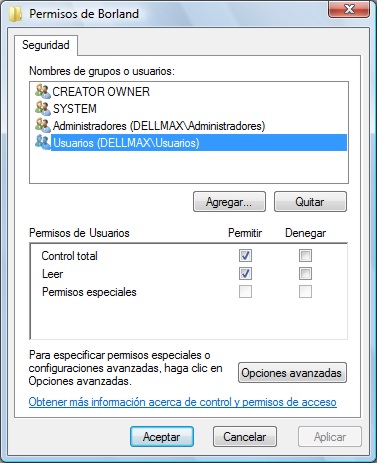 Permisos de Borland
Seguridad
Nombres de grupos o usuarios:
CREATOR OWNER
SYSTEM
Administradores (DELLMAX\Administradores)
Usuarios (DELLMAX\Usuarios)
Agregar...
Quitar
Permisos de Usuarios
Permitir
Denegar
Control total
Leer
Permisos especiales
Para especificar permisos especiales o
configuraciones avanzadas, haga clic en
Opciones avanzadas.
Opciones avanzadas
Obtener más información acerca de control y permisos de acceso
Aceptar
Cancelar
Aplicar